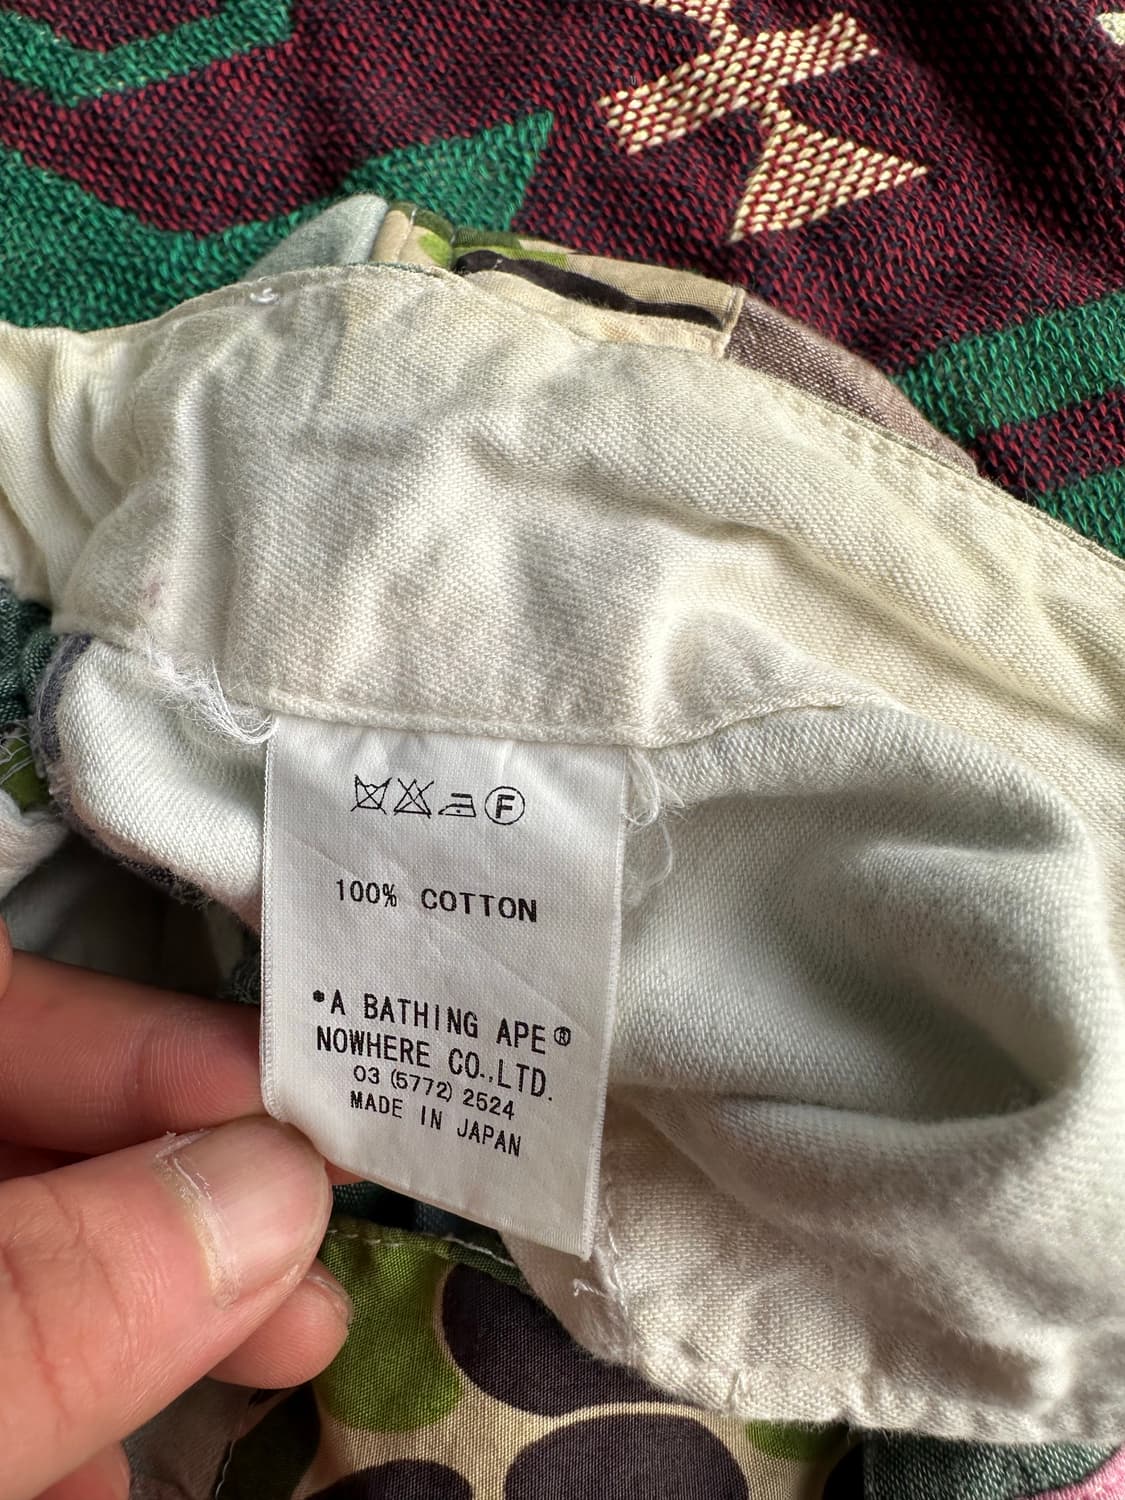 F
100% COTTON
•A BATHING APE®
NOWHERE CO.,LTD.
03 (5772) 2524
MADE IN JAPAN